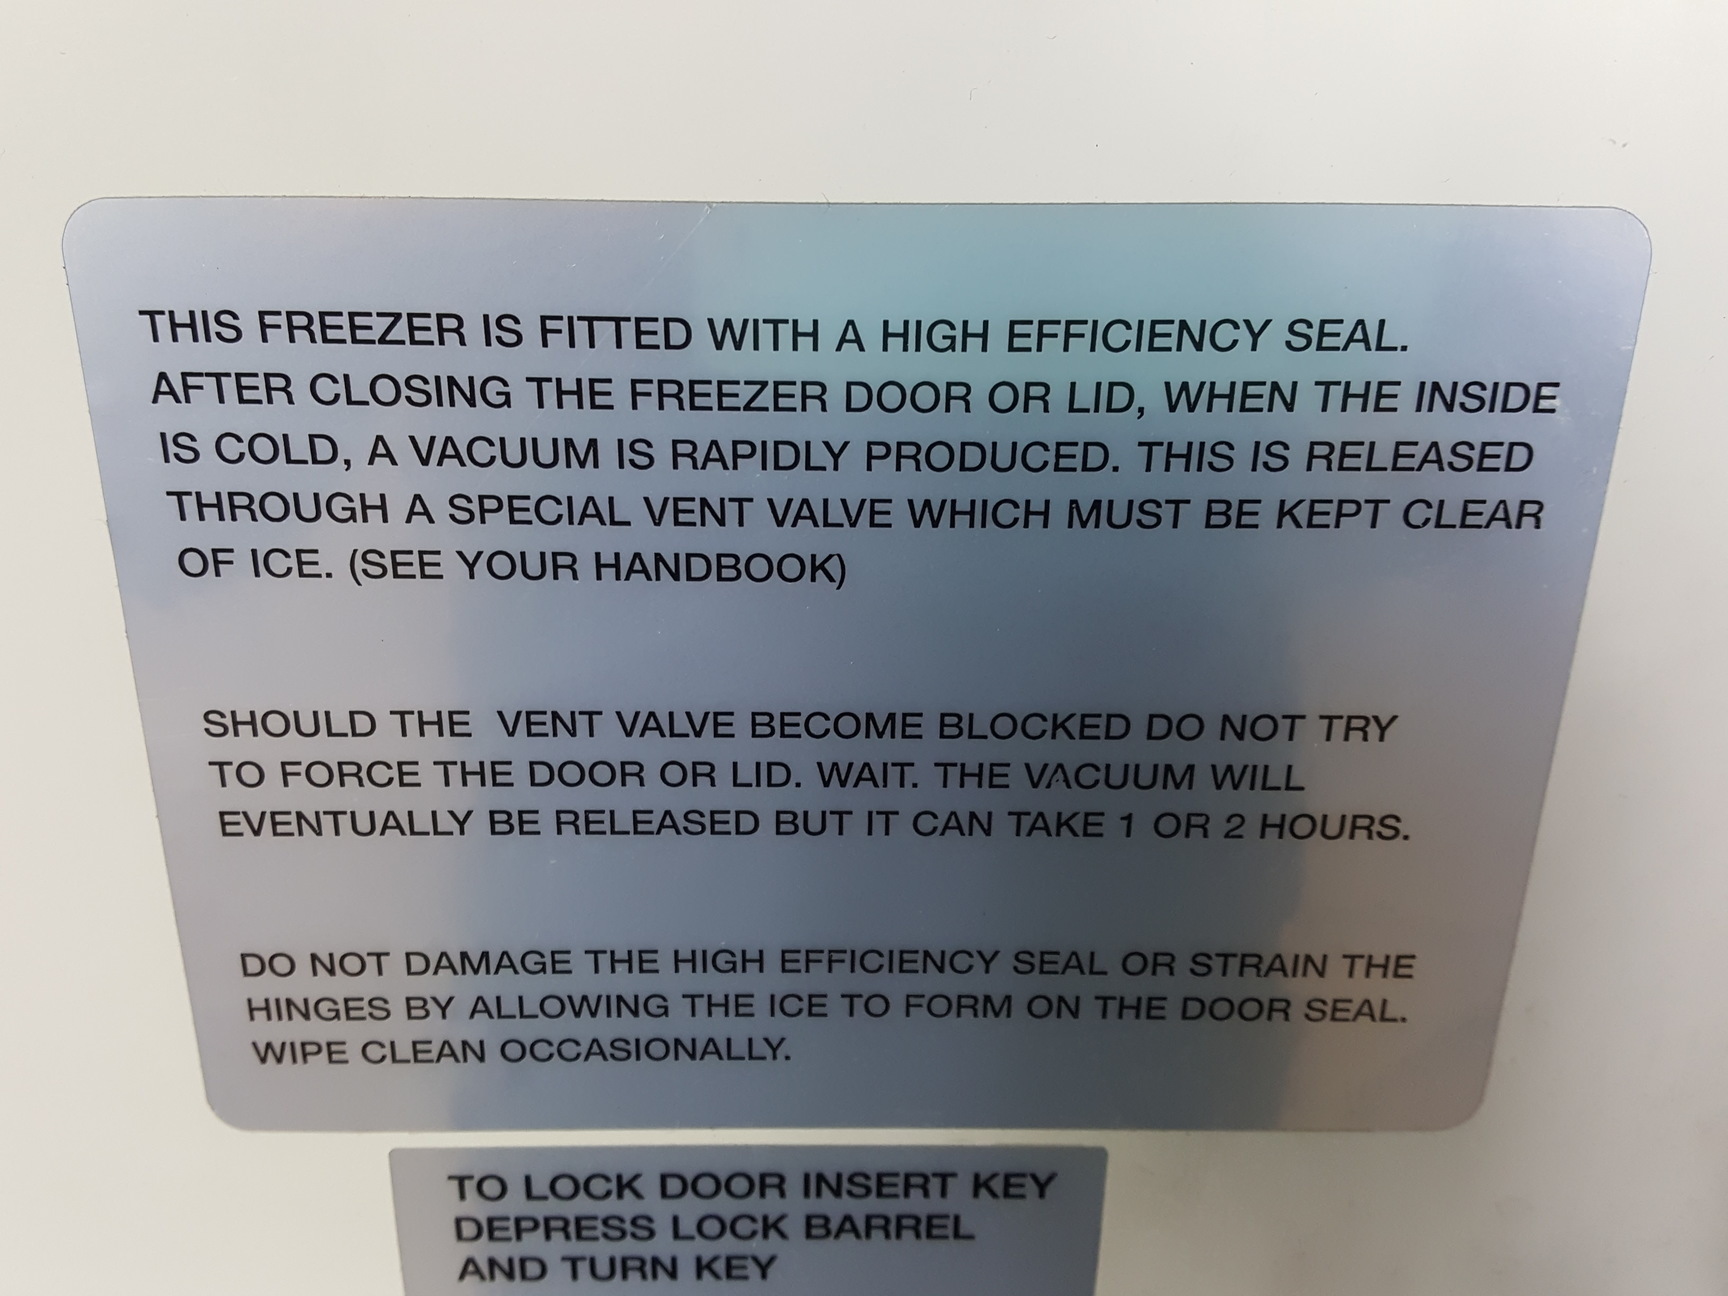 THIS FREEZER IS FITTED WITH A HIGH EFFICIENCY SEAL.
AFTER CLOSING THE FREEZER DOOR OR LID, WHEN THE INSIDE
IS COLD, A VACUUM IS RAPIDLY PRODUCED. THIS IS RELEASED
THROUGH A SPECIAL VENT VALVE WHICH MUST BE KEPT CLEAR
OF ICE. (SEE YOUR HANDBOOK)
SHOULD THE VENT VALVE BECOME BLOCKED DO NOT TRY
TO FORCE THE DOOR OR LID. WAIT. THE VACUUM WILL
EVENTUALLY BE RELEASED BUT IT CAN TAKE 1 OR 2 HOURS.
DO NOT DAMAGE THE HIGH EFFICIENCY SEAL OR STRAIN THE
HINGES BY ALLOWING THE ICE TO FORM ON THE DOOR SEAL.
WIPE CLEAN OCCASIONALLY.
TO LOCK DOOR INSERT KEY
DEPRESS LOCK BARREL
AND TURN KEY